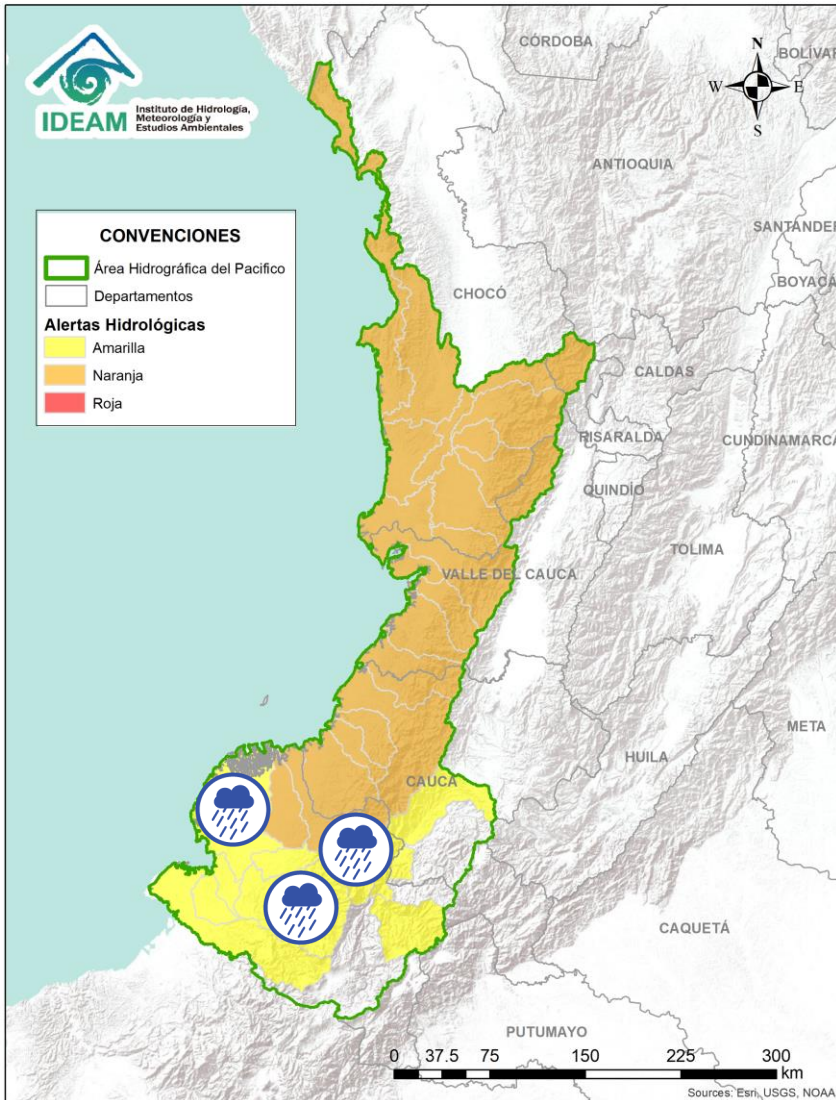 IDEAM
Instituto de Hidrología,
Meteorología y
Estudios Ambientales
CÓRDOBA
BOLÍVAR
N
W
E
S
ANTIOQUIA
SANTANDER
BOYACÁ
CONVENCIONES
Área Hidrográfica del Pacifico
Departamentos
Alertas Hidrológicas
Amarilla
Naranja
Roja
CHOCÓ
CALDAS
RISARALDA
CUNDINAMARCA
QUINDÍO
TOLIMA
VALLE DEL CAUCA
META
HUILA
CAUCA
CAQUETÁ
PUTUMAYO
0 37.5 75 150 225 300
km
Sources: Esri, USGS, NOAA